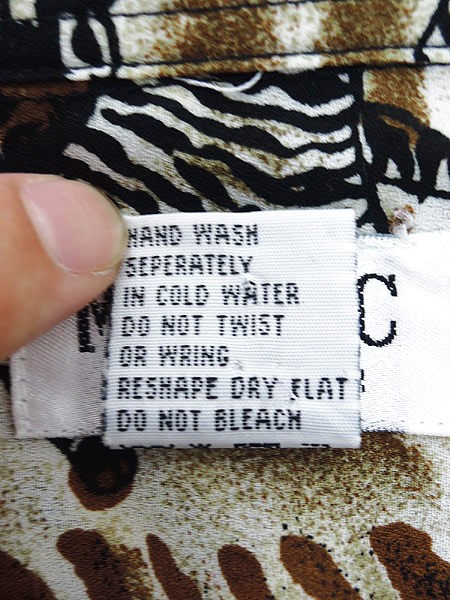 HAND WASH
SEPERATELY
IN COLD WATER
DO NOT TWIST
OR WRING
RESHAPE DRY FLAT
DO NOT BLEACH
M C